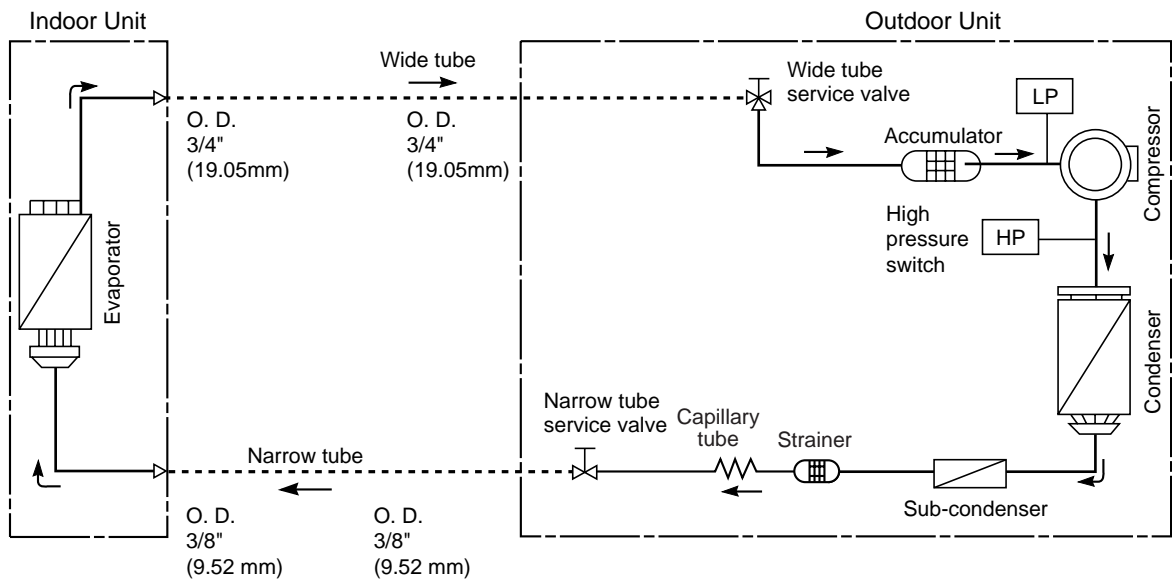 Indoor Unit
Outdoor Unit
Wide tube
Wide tube
service valve
LP
O. D.
3/4"
(19.05mm)
O. D.
3/4"
(19.05mm)
Accumulator
Compressor
High
pressure
switch
HP
Evaporator
Condenser
Narrow tube
service valve
Capillary
tube
Strainer
Narrow tube
Sub-condenser
O. D.
3/8"
(9.52 mm)
O. D.
3/8"
(9.52 mm)